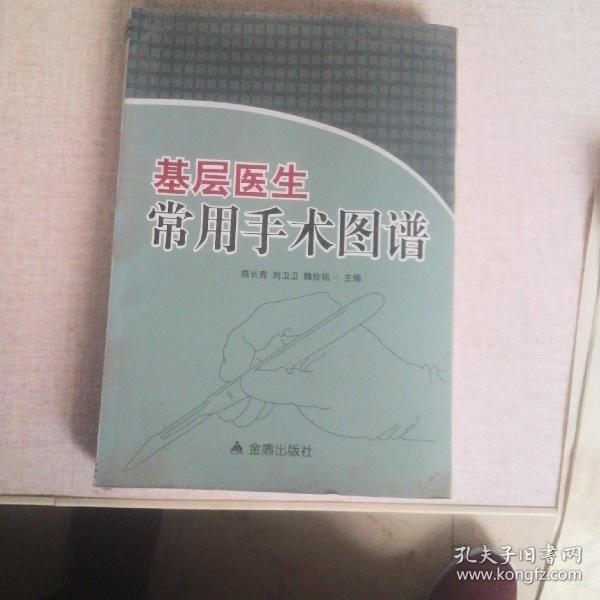 基层医生
常用手术图谱
陈长青 刘卫卫 魏俭铭 主编
金盾出版社
孔夫子旧书网
www.kongfz.com